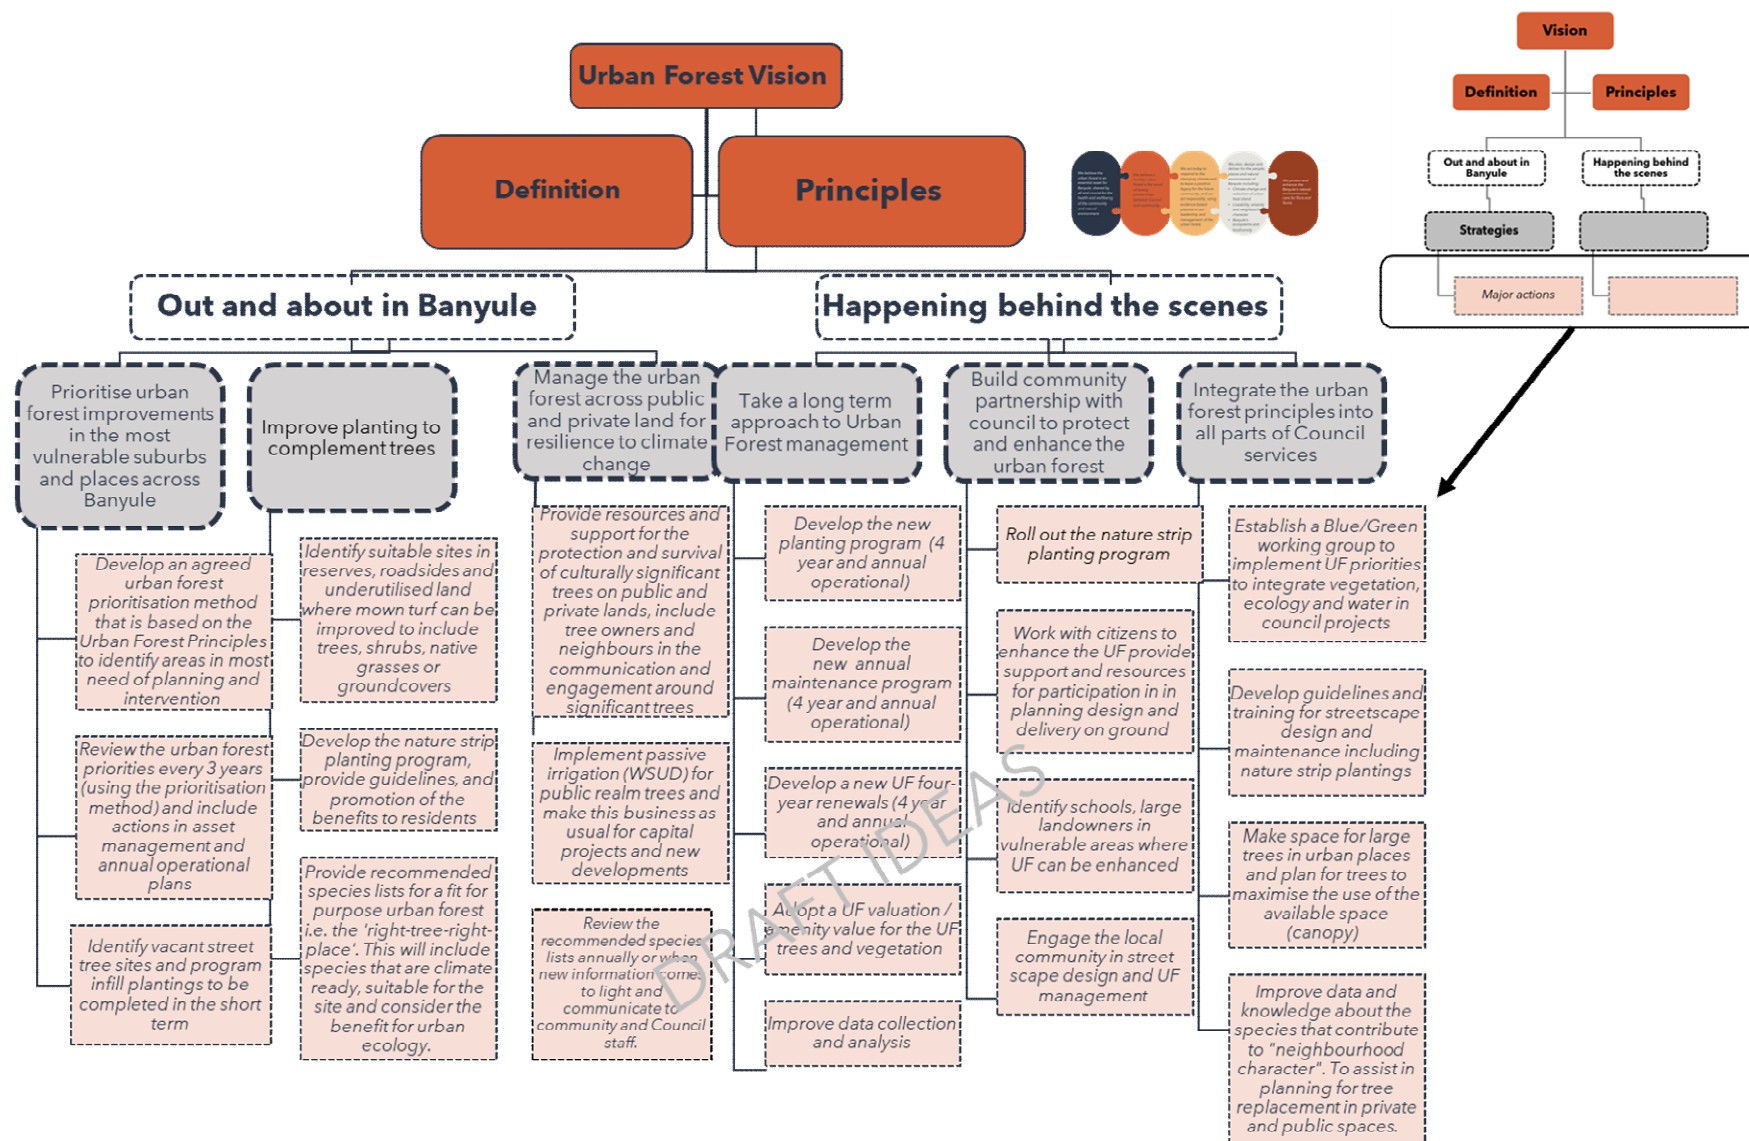 Urban Forest Vision
Definition
Principles
Out and about in Banyule
Happening behind the scenes
Prioritise urban
forest improvements
in the most
vulnerable suburbs
and places across
Banyule
Develop an agreed
urban forest
prioritisation method
that is based on the
Urban Forest Principles
to identify areas in most
need of planning and
intervention
Review the urban forest
priorities every 3 years
(using the prioritisation
method) and include
actions in asset
management and
annual operational
plans
Identify vacant street
tree sites and program
infill plantings to be
completed in the short
term
Improve planting to
complement trees
Identify suitable sites in
reserves, roadsides and
underutilised land
where mown turf can be
improved to include
trees, shrubs, native
grasses or
groundcovers
Develop the nature strip
planting program,
provide guidelines, and
promotion of the
benefits to residents
Provide recommended
species lists for a fit for
purpose urban forest
i.e. the 'right-tree-right-
place'. This will include
species that are climate
ready, suitable for the
site and consider the
benefit for urban
ecology.
Manage the urban
forest across public
and private land for
resilience to climate
change
Provide resources and
support for the
protection and survival
of culturally significant
trees on public and
private lands, include
tree owners and
neighbours in the
communication and
engagement around
significant trees
Implement passive
irrigation (WSUD) for
public realm trees and
make this business as
usual for capital
projects and new
developments
Review the
recommended species
lists annually or when
new information comes
to light and
communicate to
community and Council
staff.
Take a long term
approach to Urban
Forest management
Develop the new
planting program (4
year and annual
operational)
Develop the
new annual
maintenance program
(4 year and annual
operational)
Develop a new UF four-
year renewals (4 year
and annual
operational)
Adopt a UF valuation /
amenity value for the UF
trees and vegetation
Improve data collection
and analysis
Build community
partnership with
council to protect
and enhance the
urban forest
Roll out the nature strip
planting program
Work with citizens to
enhance the UF provide
support and resources
for participation in in
planning design and
delivery on ground
Identify schools, large
landowners in
vulnerable areas where
UF can be enhanced
Engage the local
community in street
scape design and UF
management
Integrate the urban
forest principles into
all parts of Council
services
Establish a Blue/Green
working group to
implement UF priorities
to integrate vegetation,
ecology and water in
council projects
Develop guidelines and
training for streetscape
design and
maintenance including
nature strip plantings
Make space for large
trees in urban places
and plan for trees to
maximise the use of the
available space
(canopy)
Improve data and
knowledge about the
species that contribute
to "neighbourhood
character". To assist in
planning for tree
replacement in private
and public spaces.
DRAFT IDEAS
Vision
Definition
Principles
Out and about in
Banyule
Happening behind
the scenes
Strategies
Major actions